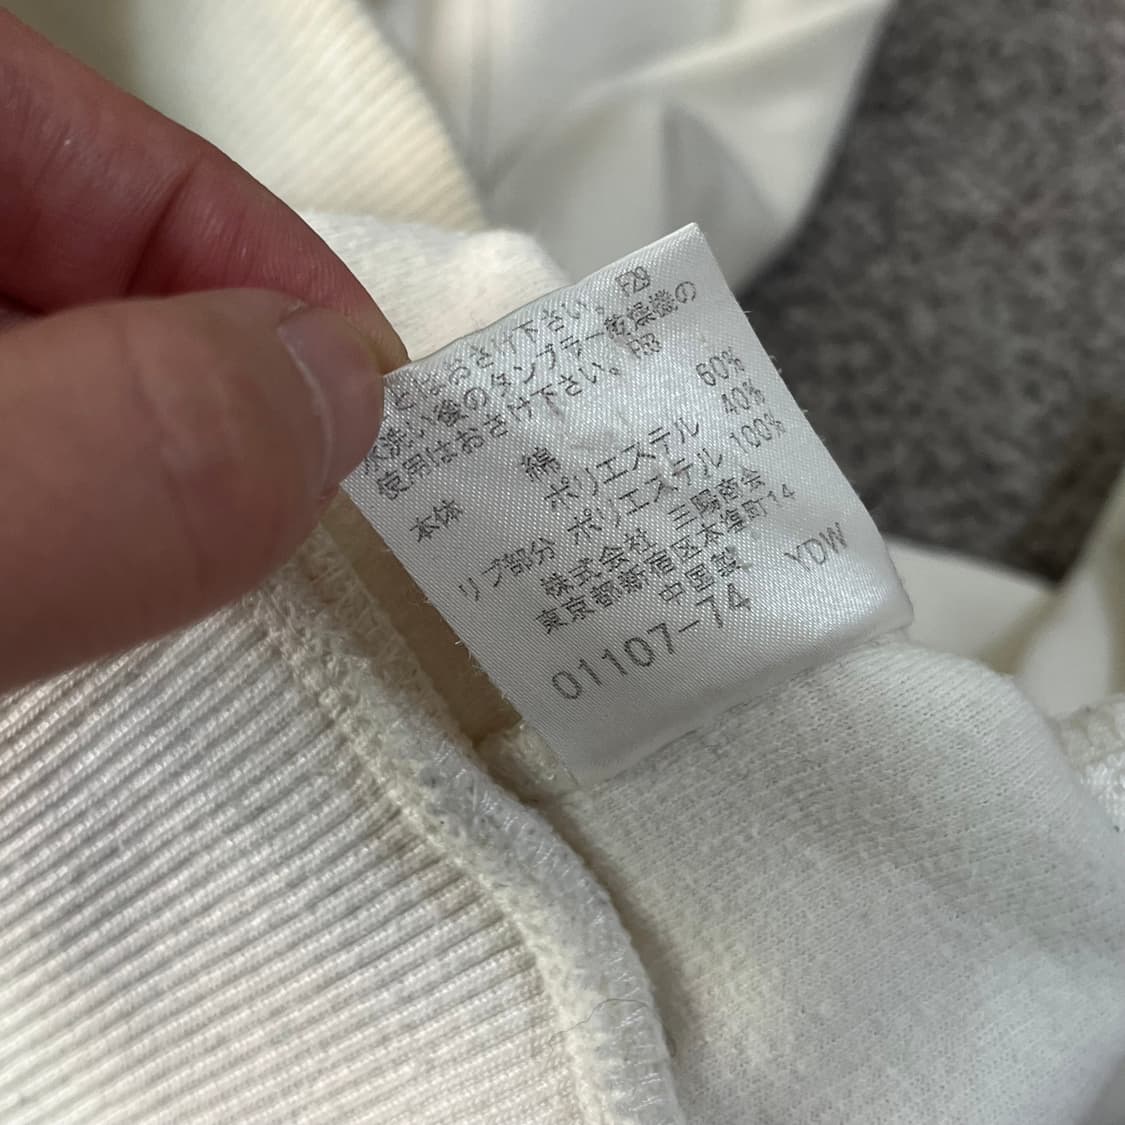 とはおさけ下さい。F29
水洗い後のタンブラー乾燥機の
使用はおさけ下さい。F33
本体 綿 60%
ポリエステル 40%
リブ部分 ポリエステル 100%
株式会社 三陽商会
東京都新宿区本塩町14
中国製 YDW
01107-74